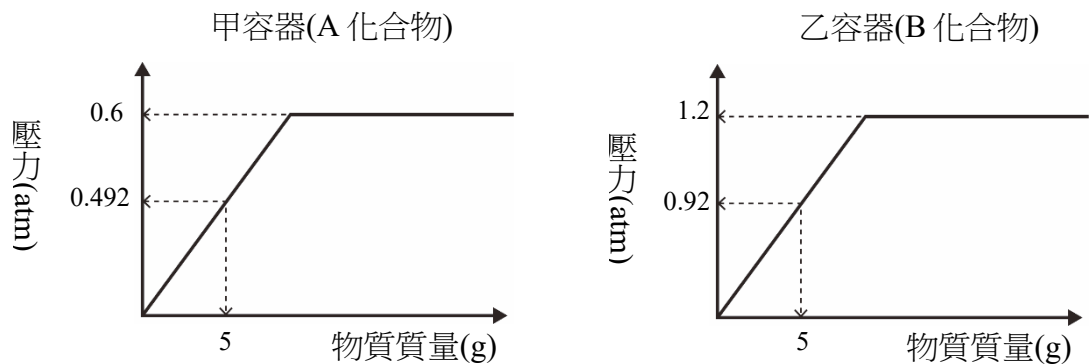 甲容器(A 化合物)
壓力(atm)
0.6
0.492
5
物質質量(g)
乙容器(B 化合物)
壓力(atm)
1.2
0.92
5
物質質量(g)